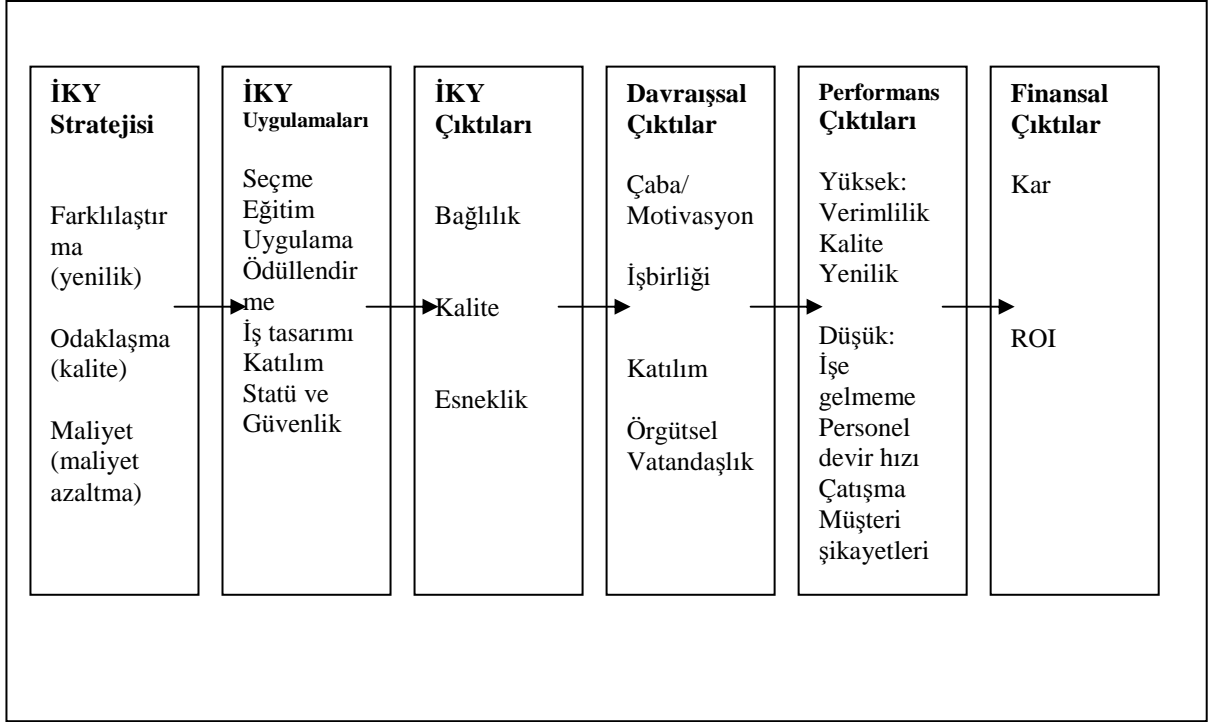 İKY
Stratejisi
Farklılaştır
ma
(yenilik)
Odaklaşma
(kalite)
Maliyet
(maliyet
azaltma)
İKY
Uygulamaları
Seçme
Eğitim
Uygulama
Ödüllendir
me
İş tasarımı
Katılım
Statü ve
Güvenlik
İKY
Çıktıları
Bağlılık
Kalite
Esneklik
Davraışsal
Çıktılar
Çaba/
Motivasyon
İşbirliği
Katılım
Örgütsel
Vatandaşlık
Performans
Çıktıları
Yüksek:
Verimlilik
Kalite
Yenilik
Düşük:
İşe
gelmeme
Personel
devir hızı
Çatışma
Müşteri
şikayetleri
Finansal
Çıktılar
Kar
ROI